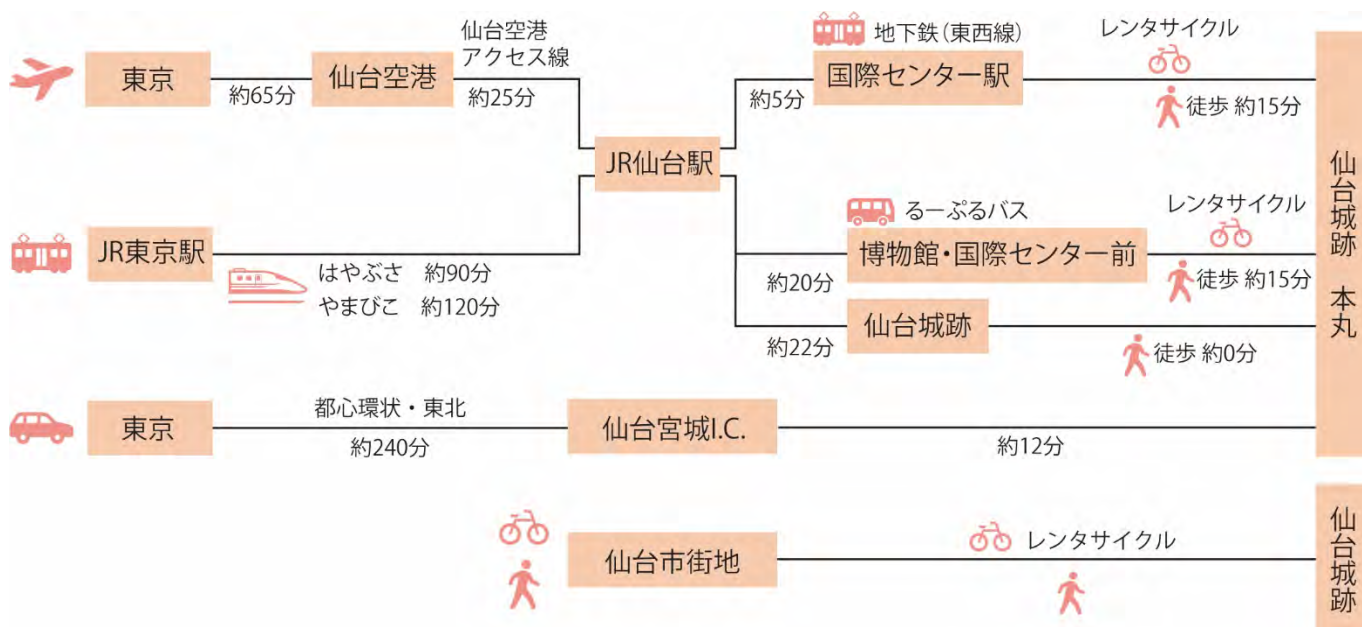 東京
約65分
仙台空港
仙台空港
アクセス線
約25分
JR東京駅
はやぶさ 約90分
やまびこ 約120分
JR仙台駅
約5分
地下鉄(東西線)
国際センター駅
レンタサイクル
徒歩 約15分
約20分
るーぷるバス
博物館・国際センター前
レンタサイクル
徒歩 約15分
約22分
仙台城跡
徒歩 約0分
東京
都心環状・東北
約240分
仙台宮城I.C.
約12分
仙台城跡 本丸
仙台市街地
レンタサイクル
仙台城跡